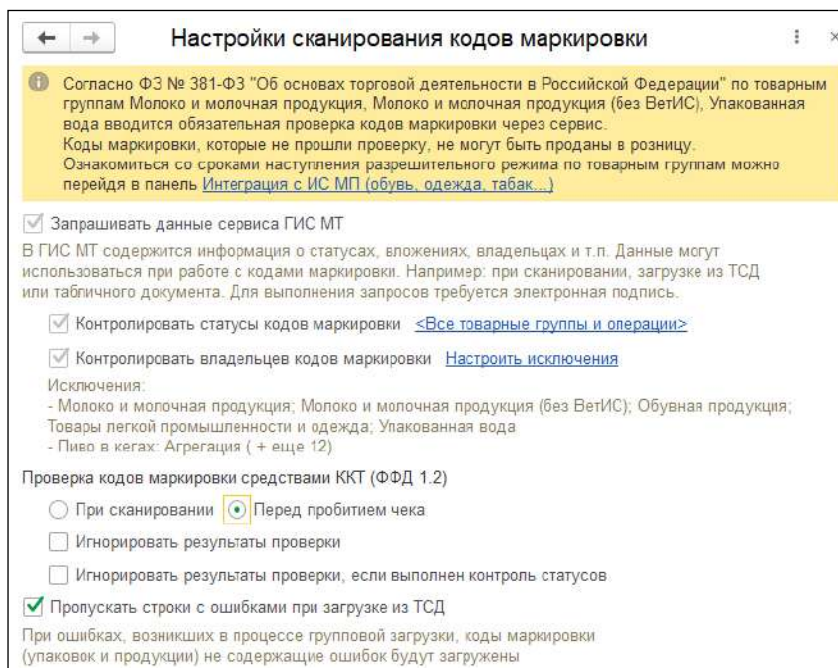 Настройки сканирования кодов маркировки
Согласно ФЗ № 381-ФЗ "Об основах торговой деятельности в Российской Федерации" по товарным
группам Молоко и молочная продукция, Молоко и молочная продукция (без ВетИС), Упакованная
вода вводится обязательная проверка кодов маркировки через сервис.
Коды маркировки, которые не прошли проверку, не могут быть проданы в розницу.
Ознакомиться со сроками наступления разрешительного режима по товарным группам можно
перейдя в панель Интеграция с ИС МП (обувь, одежда, табак...)
Запрашивать данные сервиса ГИС МТ
В ГИС МТ содержится информация о статусах, вложениях, владельцах и т.п. Данные могут
использоваться при работе с кодами маркировки. Например: при сканировании, загрузке из ТСД
или табличного документа. Для выполнения запросов требуется электронная подпись.
Контролировать статусы кодов маркировки <Все товарные группы и операции>
Контролировать владельцев кодов маркировки Настроить исключения
Исключения:
- Молоко и молочная продукция; Молоко и молочная продукция (без ВетИС); Обувная продукция;
Товары легкой промышленности и одежда; Упакованная вода
- Пиво в кегах: Агрегация ( + еще 12)
Проверка кодов маркировки средствами ККТ (ФФД 1.2)
При сканировании Перед пробитием чека
Игнорировать результаты проверки
Игнорировать результаты проверки, если выполнен контроль статусов
Пропускать строки с ошибками при загрузке из ТСД
При ошибках, возникших в процессе групповой загрузки, коды маркировки
(упаковок и продукции) не содержащие ошибок будут загружены